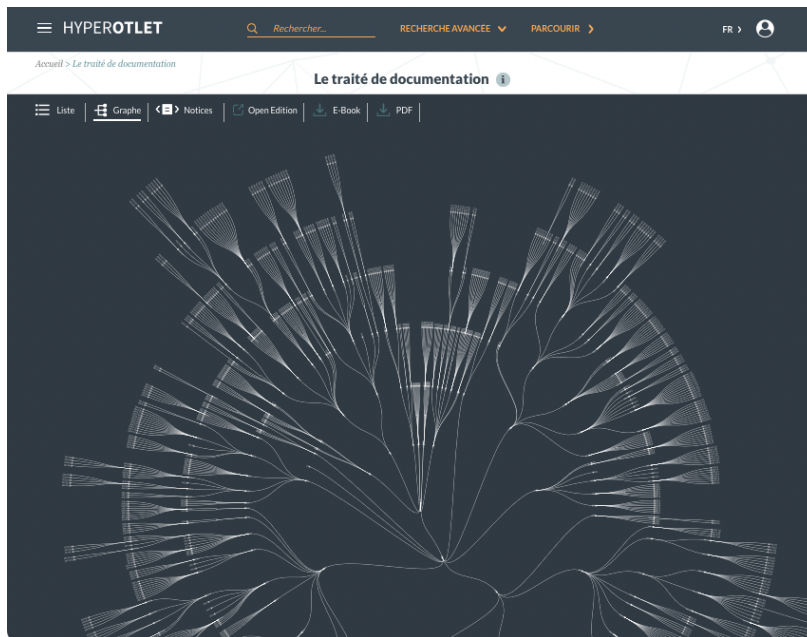 HYPEROTLET
Rechercher...
RECHERCHE AVANCÉE
PARCOURIR
FR
Accueil > Le traité de documentation
Le traité de documentation i
Liste
Graphe
Notices
Open Edition
E-Book
PDF